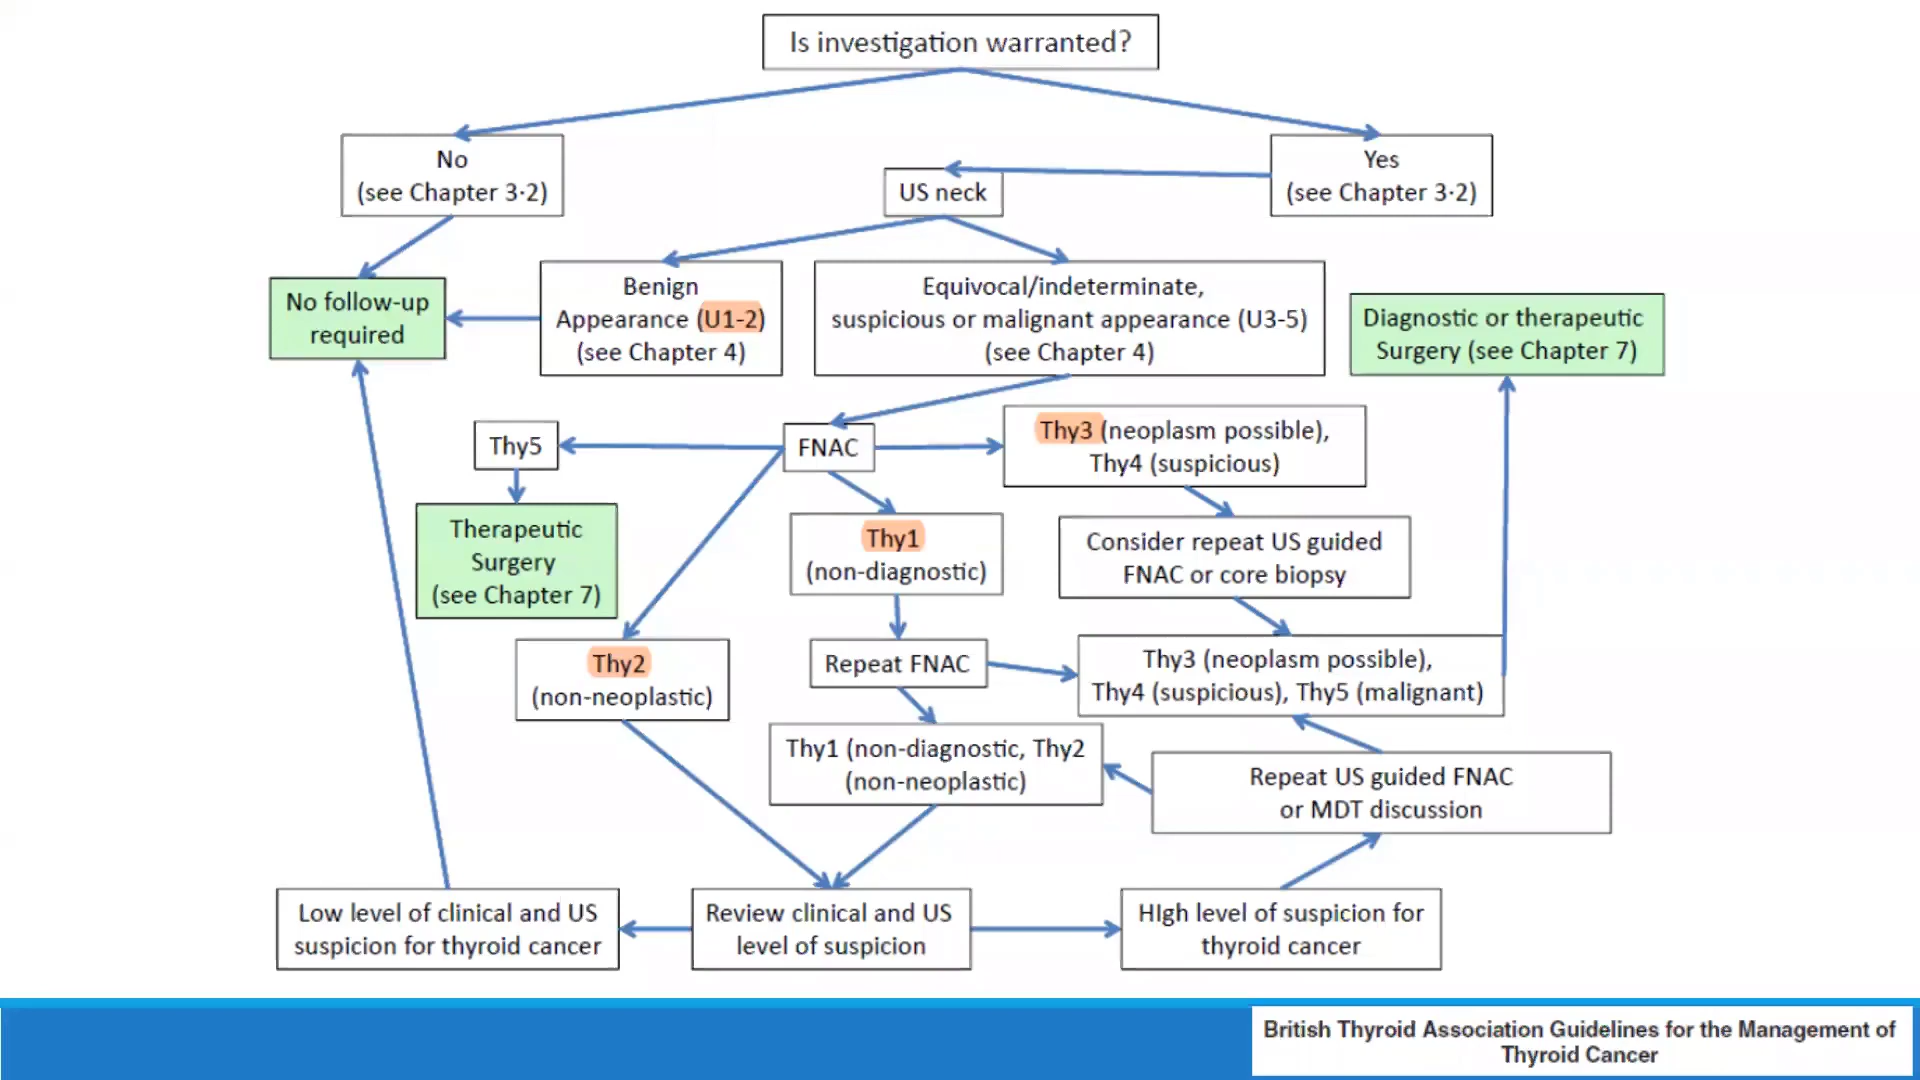 Is investigation warranted?
No
(see Chapter 3·2)
Yes
(see Chapter 3·2)
US neck
No follow-up
required
Benign
Appearance (U1-2)
(see Chapter 4)
Equivocal/indeterminate,
suspicious or malignant appearance (U3-5)
(see Chapter 4)
Diagnostic or therapeutic
Surgery (see Chapter 7)
Thy5
FNAC
Thy3 (neoplasm possible),
Thy4 (suspicious)
Therapeutic
Surgery
(see Chapter 7)
Thy1
(non-diagnostic)
Consider repeat US guided
FNAC or core biopsy
Thy2
(non-neoplastic)
Repeat FNAC
Thy3 (neoplasm possible),
Thy4 (suspicious), Thy5 (malignant)
Thy1 (non-diagnostic, Thy2
(non-neoplastic)
Repeat US guided FNAC
or MDT discussion
Low level of clinical and US
suspicion for thyroid cancer
Review clinical and US
level of suspicion
HIgh level of suspicion for
thyroid cancer
British Thyroid Association Guidelines for the Management of
Thyroid Cancer